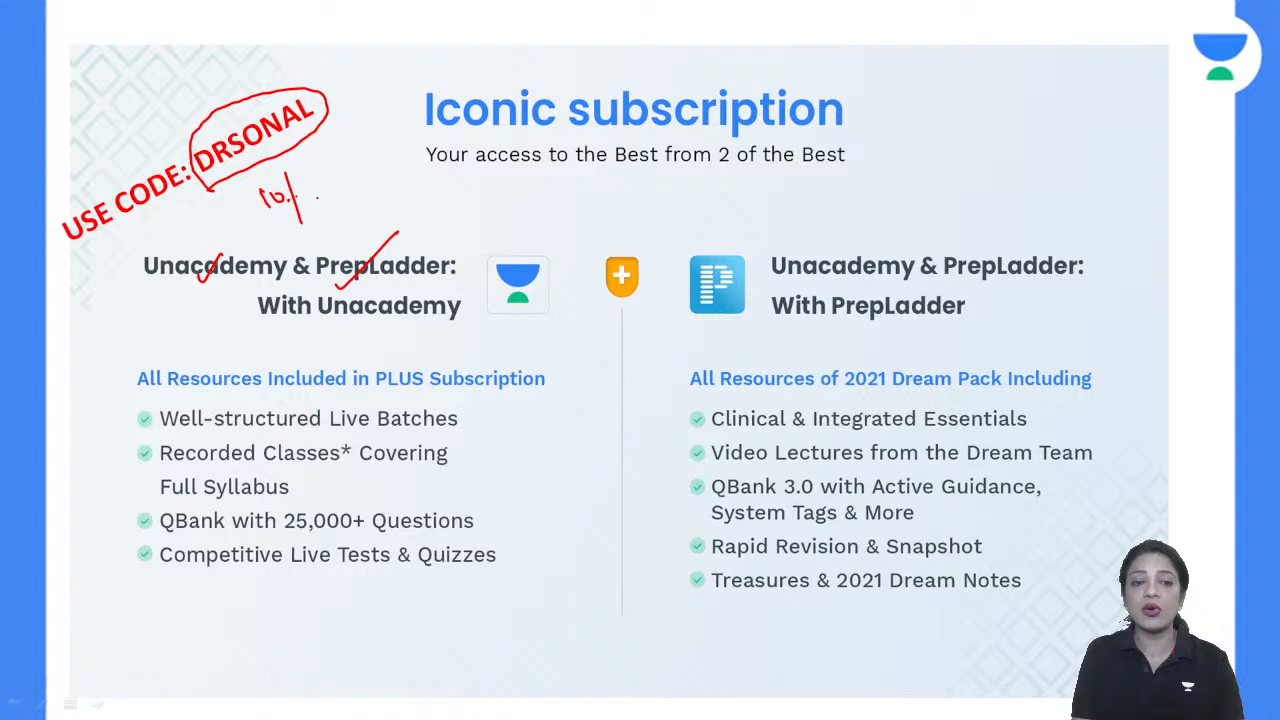 Iconic subscription
Your access to the Best from 2 of the Best
USE CODE: DRSONAL
10%
Unacademy & PrepLadder:
With Unacademy
All Resources Included in PLUS Subscription
Well-structured Live Batches
Recorded Classes* Covering
Full Syllabus
QBank with 25,000+ Questions
Competitive Live Tests & Quizzes
Unacademy & PrepLadder:
With PrepLadder
All Resources of 2021 Dream Pack Including
Clinical & Integrated Essentials
Video Lectures from the Dream Team
QBank 3.0 with Active Guidance,
System Tags & More
Rapid Revision & Snapshot
Treasures & 2021 Dream Notes